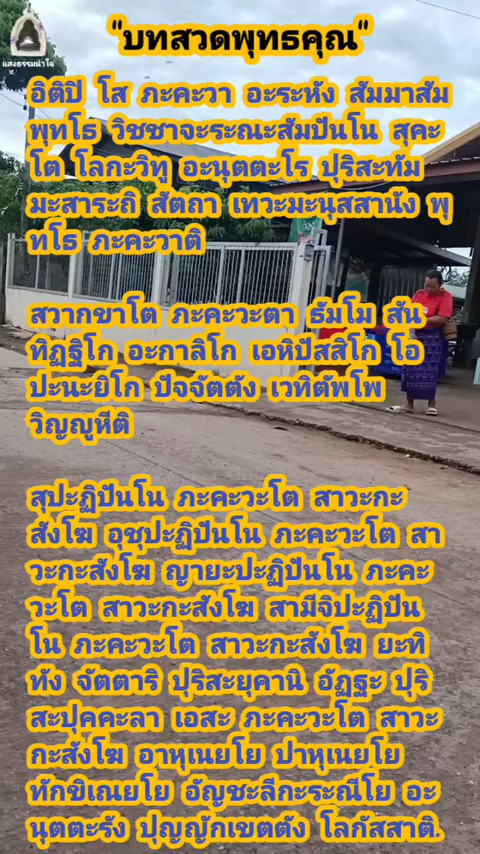 "บทสวดพุทธคุณ"
แสงธรรมนำใจ
อิติปิ โส ภะคะวา อะระหัง สัมมาสัม
พุทโธ วิชชาจะระณะสัมปันโน สุคะ
โต โลกะวิทู อะนุตตะโร ปุริสะทัม
มะสาระถิ สัตถา เทวะมะนุสสานัง พุ
ทโธ ภะคะวาติ
สวากขาโต ภะคะวะตา ธัมโม สัน
ทิฏฐิโก อะกาลิโก เอหิปัสสิโก โอ
ปะนะยิโก ปัจจัตตัง เวทิตัพโพ
วิญญูหีติ
สุปะฏิปันโน ภะคะวะโต สาวะกะ
สังโฆ อุชุปะฏิปันโน ภะคะวะโต สา
วะกะสังโฆ ญายะปะฏิปันโน ภะคะ
วะโต สาวะกะสังโฆ สามีจิปะฏิปัน
โน ภะคะวะโต สาวะกะสังโฆ ยะทิ
ทัง จัตตาริ ปุริสะยุคานิ อัฏฐะ ปุริ
สะปุคคะลา เอสะ ภะคะวะโต สาวะ
กะสังโฆ อาหุเนยโย ปาหุเนยโย
ทักขิเณยโย อัญชะลีกะระณีโย อะ
นุตตะรัง ปุญญักเขตตัง โลกัสสาติ.